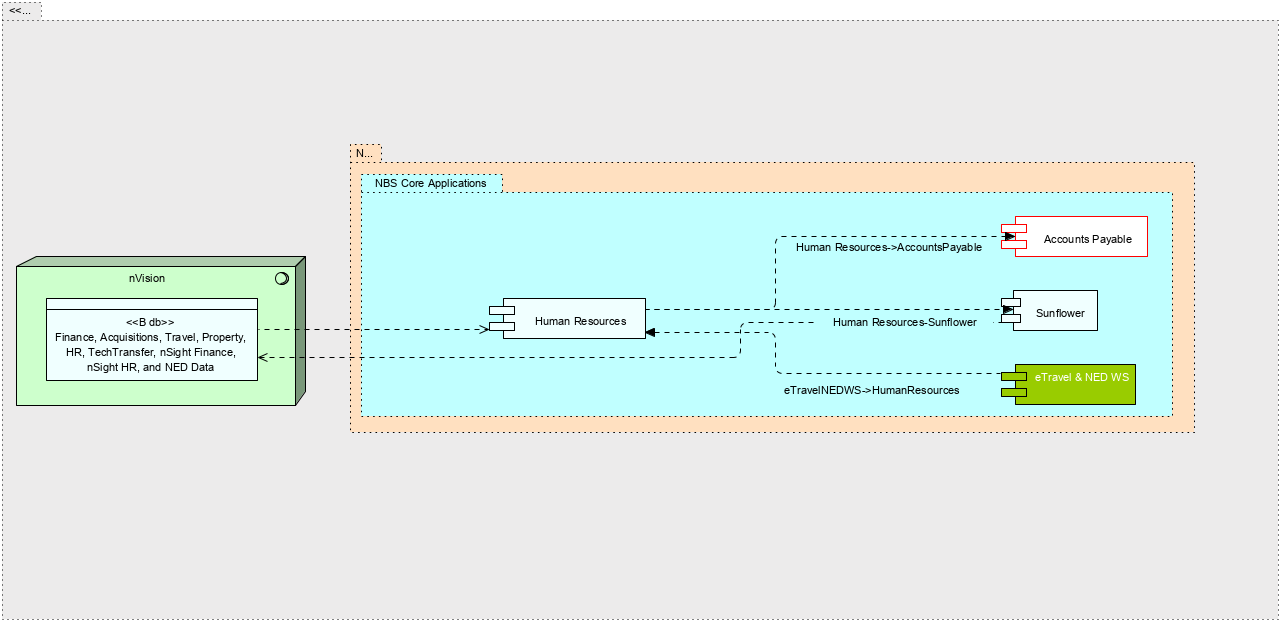 <<...
N...
NBS Core Applications
Human Resources->AccountsPayable
Accounts Payable
nVision
<<B db>>
Finance, Acquisitions, Travel, Property,
HR, TechTransfer, nSight Finance,
nSight HR, and NED Data
Human Resources
Human Resources-Sunflower
Sunflower
eTravel & NED WS
eTravelNEDWS->HumanResources